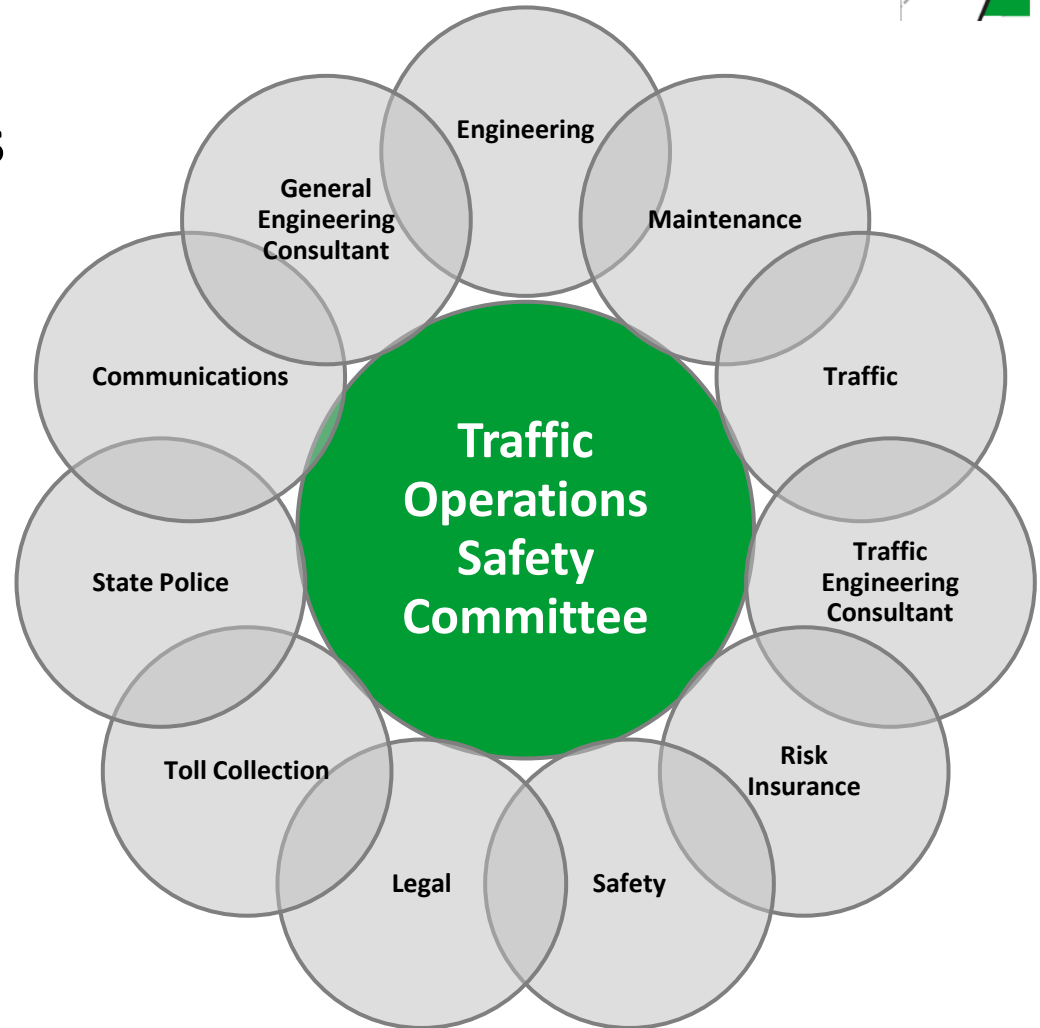 s
Engineering
General
Engineering
Consultant
Maintenance
Communications
Traffic
Traffic
Operations
Safety
Committee
State Police
Traffic
Engineering
Consultant
Toll Collection
Risk
Insurance
Legal
Safety